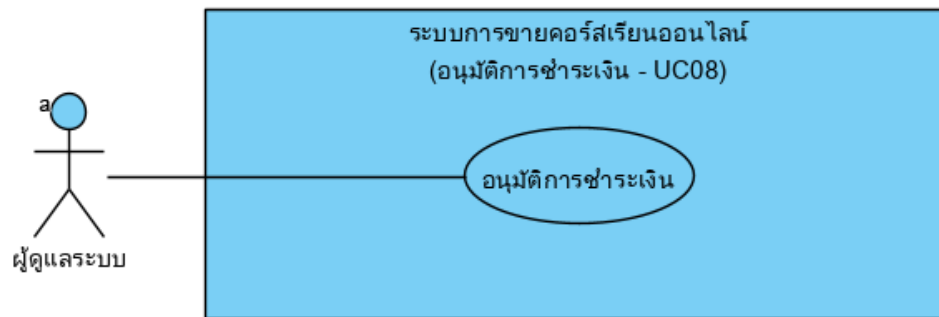 ระบบการขายคอร์สเรียนออนไลน์
(อนุมัติการชำระเงิน - UC08)
a
อนุมัติการชำระเงิน
ผู้ดูแลระบบ